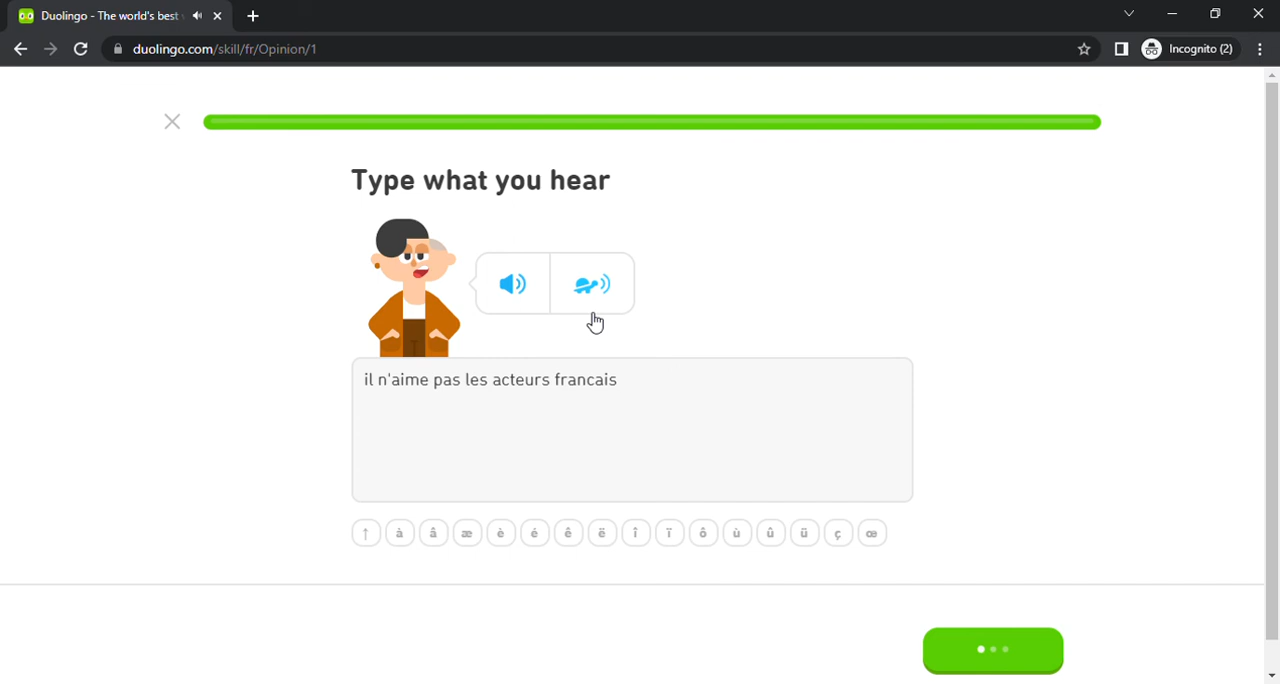 Duolingo - The world's best
duolingo.com/skill/fr/Opinion/1
Incognito (2)
Type what you hear
il n'aime pas les acteurs francais
↑ à â æ è é ê ë î ï ô ù û ü ç œ